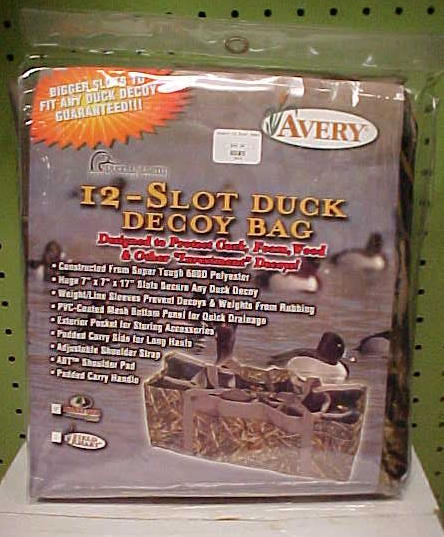 BIGGER SLOTS TO
FIT ANY DUCK DECOY
GUARANTEED!!!
AVERY
12-SLOT DUCK
DECOY BAG
Designed to Protect Cork, Foam, Wood
& Other "Investment" Decoys!
• Constructed From Super Tough 600D Polyester
• Huge 7" x 7" x 17" Slots Secure Any Duck Decoy
• Weight/Line Sleeves Prevent Decoys & Weights From Rubbing
• PVC-Coated Mesh Bottom Panel for Quick Drainage
• Exterior Pocket for Storing Accessories
• Padded Carry Side for Long Hauls
• Adjustable Shoulder Strap
• ABT™ Shoulder Pad
• Padded Carry Handle
FIELD
KHAKI